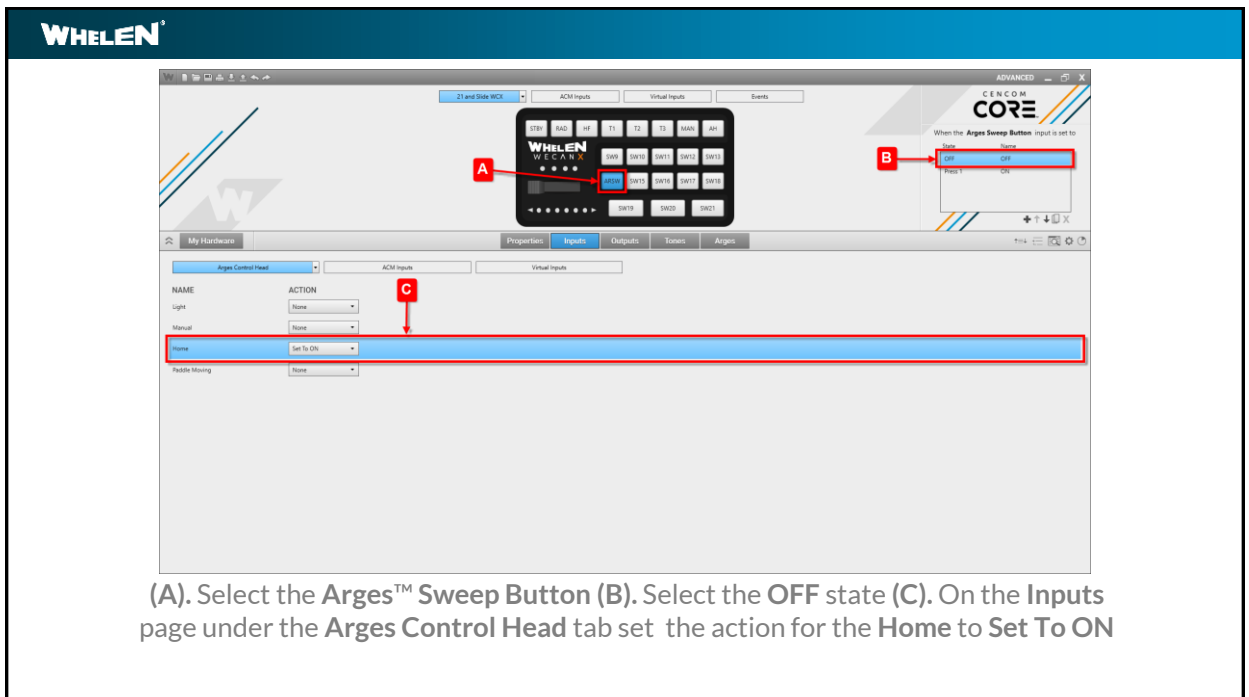 WHELEN®
W ADVANCED
21 and Slide WCX ACM Inputs Virtual Inputs Events
CENCOM
CORE
When the Arges Sweep Button input is set to
State Name
OFF OFF
Press 1 ON
STBY RAD HF T1 T2 T3 MAN AH
WHELEN
WECANX
SW9 SW10 SW11 SW12 SW13
ARSW SW15 SW16 SW17 SW18
SW19 SW20 SW21
A
B
My Hardware Properties Inputs Outputs Tones Arges
Arges Control Head ACM Inputs Virtual Inputs
NAME ACTION
C
Light None
Manual None
Home Set To ON
Paddle Moving None
(A). Select the Arges™ Sweep Button (B). Select the OFF state (C). On the Inputs
page under the Arges Control Head tab set the action for the Home to Set To ON